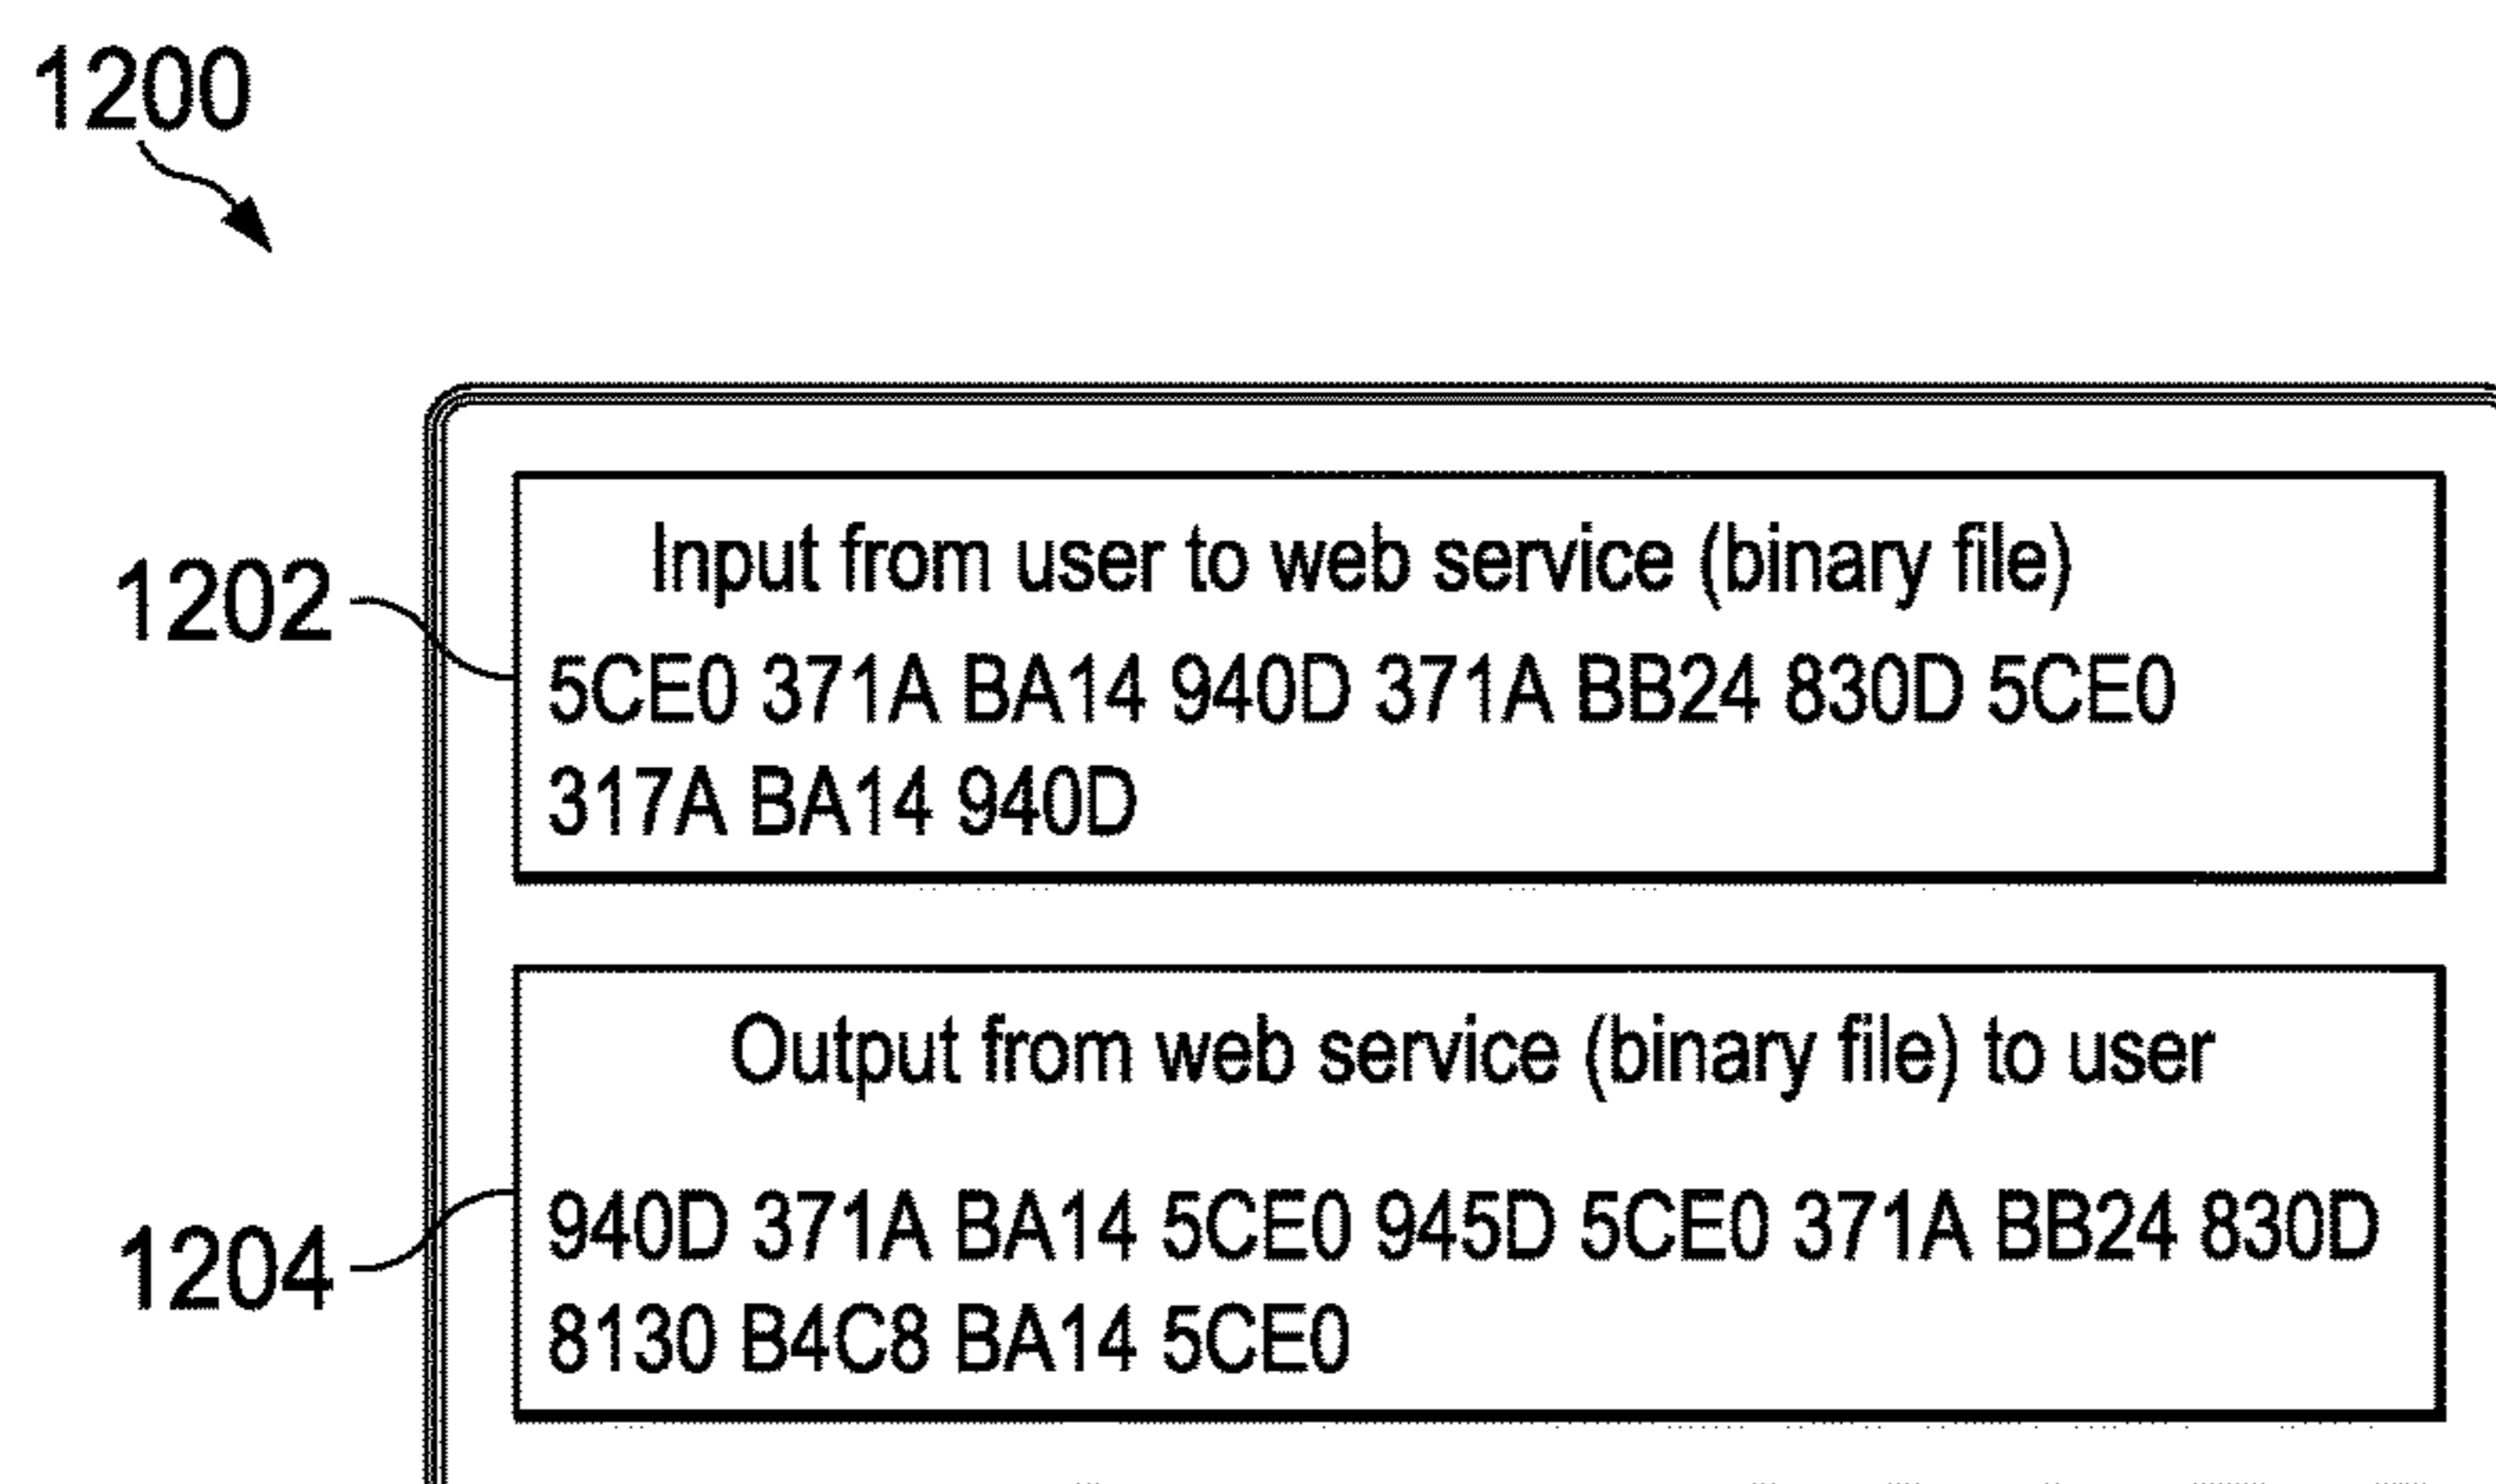 1200
1202
Input from user to web service (binary file)
5CE0 371A BA14 940D 371A BB24 830D 5CE0
317A BA14 940D
1204
Output from web service (binary file) to user
940D 371A BA14 5CE0 945D 5CE0 371A BB24 830D
8130 B4C8 BA14 5CE0